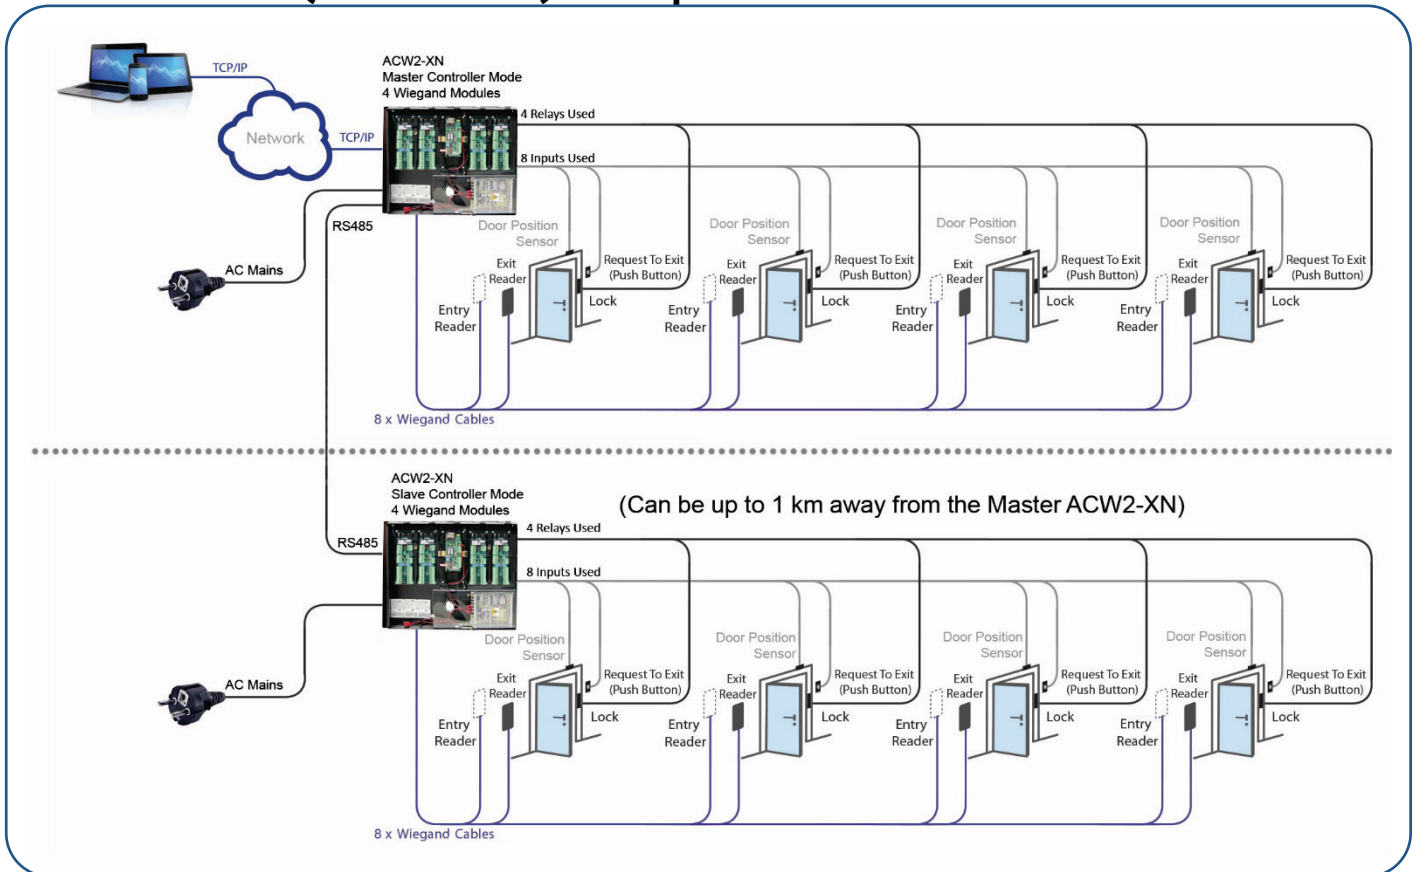 TCP/IP
Network
TCP/IP
ACW2-XN
Master Controller Mode
4 Wiegand Modules
4 Relays Used
8 Inputs Used
RS485
AC Mains
Door Position
Sensor
Exit
Reader
Entry
Reader
Request To Exit
(Push Button)
Lock
Door Position
Sensor
Exit
Reader
Entry
Reader
Request To Exit
(Push Button)
Lock
Door Position
Sensor
Exit
Reader
Entry
Reader
Request To Exit
(Push Button)
Lock
Door Position
Sensor
Exit
Reader
Entry
Reader
Request To Exit
(Push Button)
Lock
8 x Wiegand Cables
ACW2-XN
Slave Controller Mode
4 Wiegand Modules
(Can be up to 1 km away from the Master ACW2-XN)
4 Relays Used
RS485
8 Inputs Used
AC Mains
Door Position
Sensor
Exit
Reader
Entry
Reader
Request To Exit
(Push Button)
Lock
Door Position
Sensor
Exit
Reader
Entry
Reader
Request To Exit
(Push Button)
Lock
Door Position
Sensor
Exit
Reader
Entry
Reader
Request To Exit
(Push Button)
Lock
Door Position
Sensor
Exit
Reader
Entry
Reader
Request To Exit
(Push Button)
Lock
8 x Wiegand Cables